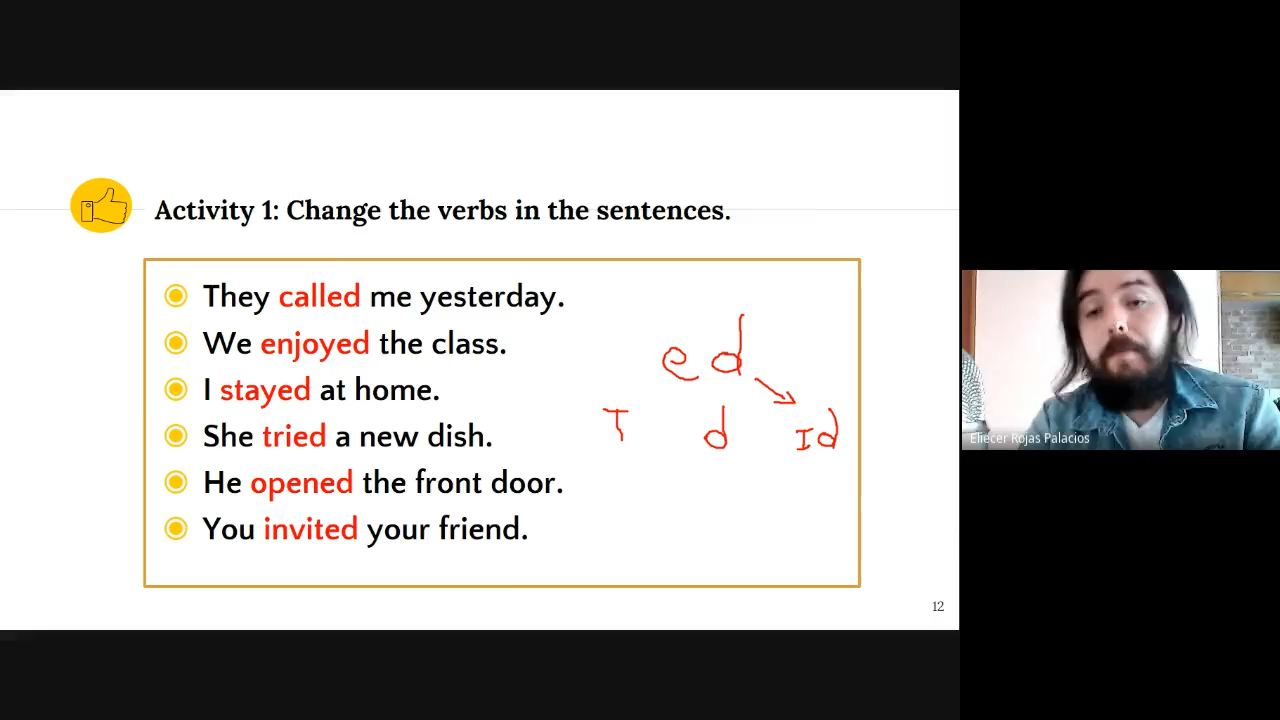 Activity 1: Change the verbs in the sentences.
They called me yesterday.
We enjoyed the class.
I stayed at home.
She tried a new dish.
He opened the front door.
You invited your friend.
ed
T d Id
12
Eliecer Rojas Palacios